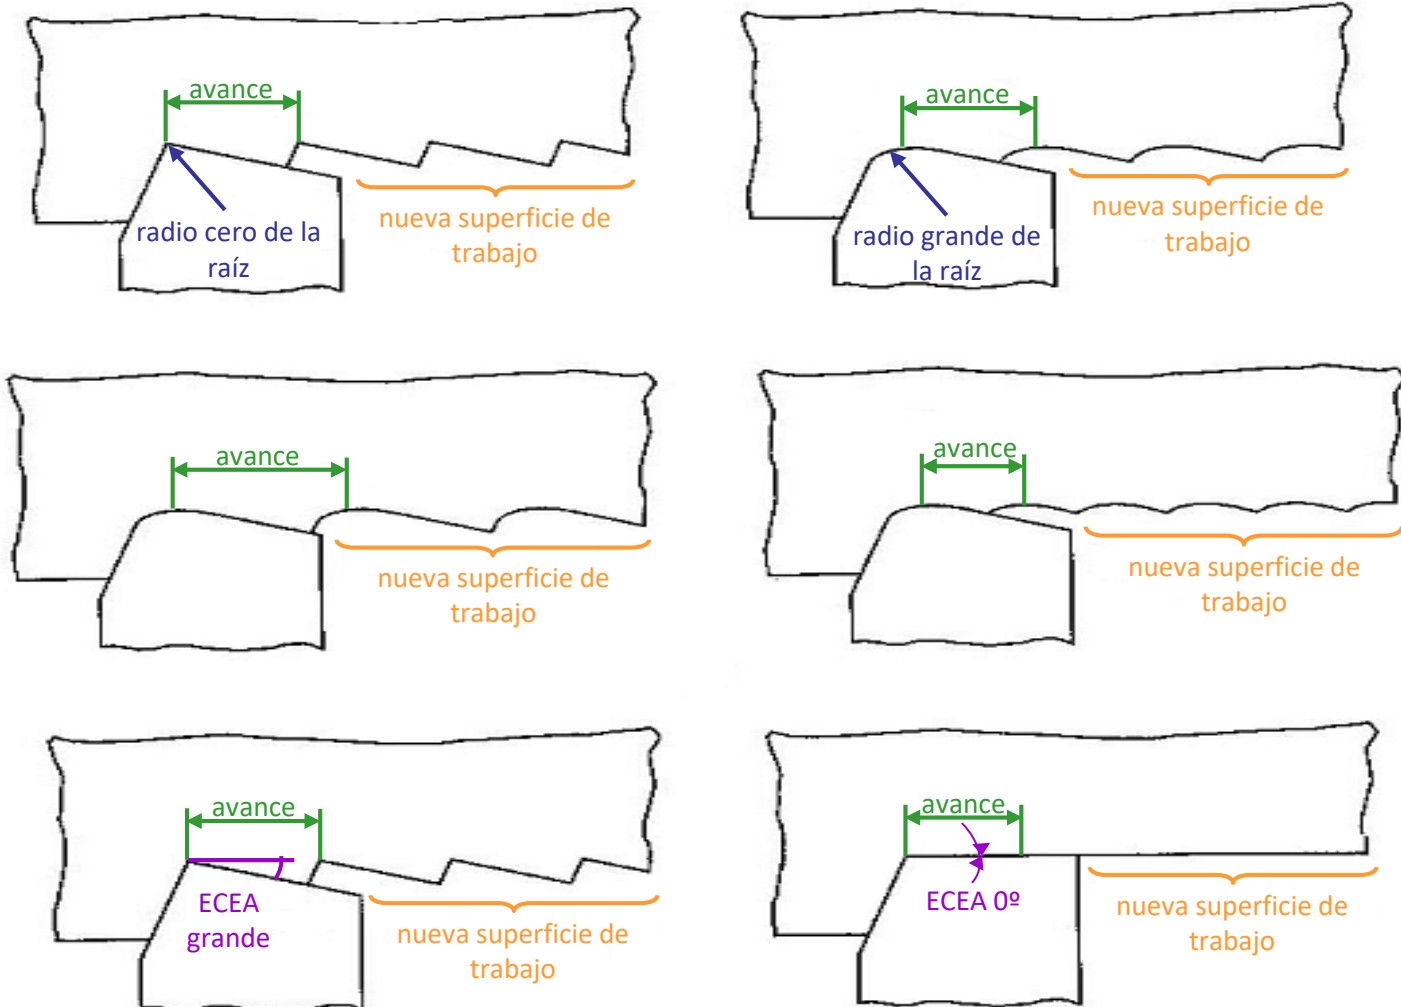 avance
radio cero de la
raíz
nueva superficie de
trabajo
avance
radio grande de
la raíz
nueva superficie de
trabajo
avance
nueva superficie de
trabajo
avance
nueva superficie de
trabajo
avance
ECEA
grande
nueva superficie de
trabajo
avance
ECEA 0º
nueva superficie de
trabajo